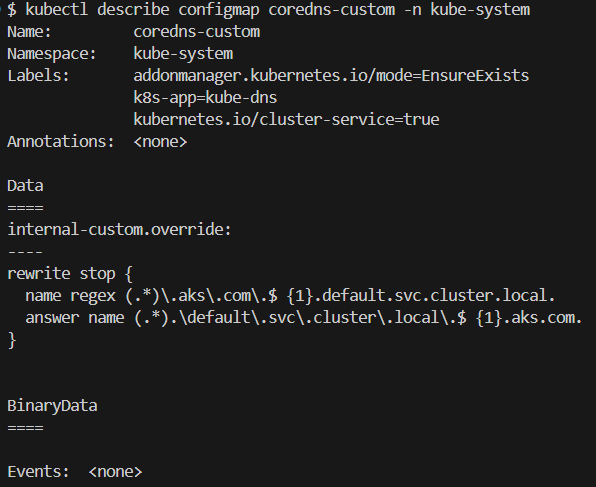 $ kubectl describe configmap coredns-custom -n kube-system
Name:         coredns-custom
Namespace:    kube-system
Labels:       addonmanager.kubernetes.io/mode=EnsureExists
              k8s-app=kube-dns
              kubernetes.io/cluster-service=true
Annotations:  <none>

Data
====
internal-custom.override:
----
rewrite stop {
  name regex (.*)\.aks\.com\.$ {1}.default.svc.cluster.local.
  answer name (.*).\default\.svc\.cluster\.local\.$ {1}.aks.com.
}


BinaryData
====

Events:  <none>